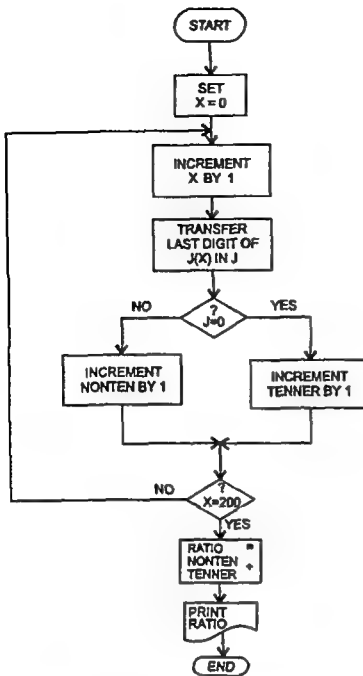 START
SET
X = 0
INCREMENT
X BY 1
TRANSFER
LAST DIGIT OF
J(X) IN J
NO
?
J=0
YES
INCREMENT
NONTEN BY 1
INCREMENT
TENNER BY 1
NO
?
X=200
YES
RATIO =
NONTEN ÷
TENNER
PRINT
RATIO
END